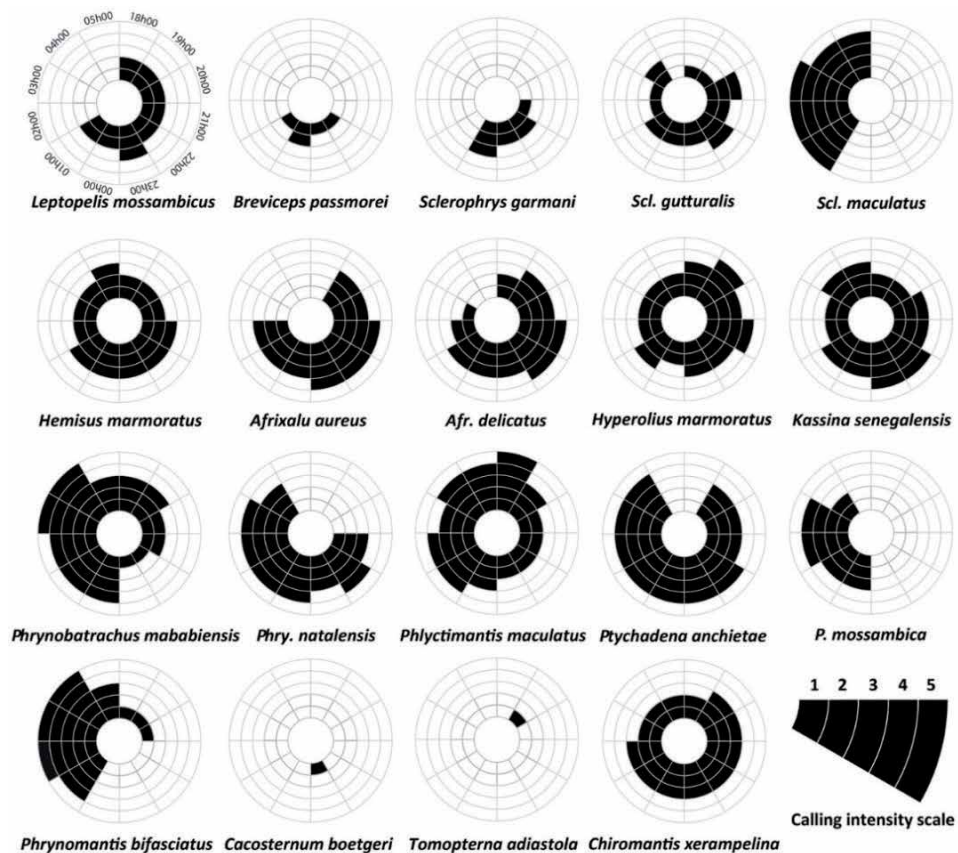 05h00 18h00
04h00 19h00
03h00 20h00
02h00 21h00
01h00 22h00
00h00 23h00
Leptopelis mossambicus Breviceps passmorei Sclerophrys garmani Scl. gutturalis Scl. maculatus
Hemisus marmoratus Afrixalu aureus Afr. delicatus Hyperolius marmoratus Kassina senegalensis
Phrynobatrachus mababiensis Phry. natalensis Phlyctimantis maculatus Ptychadena anchietae P. mossambica
1 2 3 4 5
Calling intensity scale
Phrynomantis bifasciatus Cacosternum boetgeri Tomopterna adiastola Chiromantis xerampelina